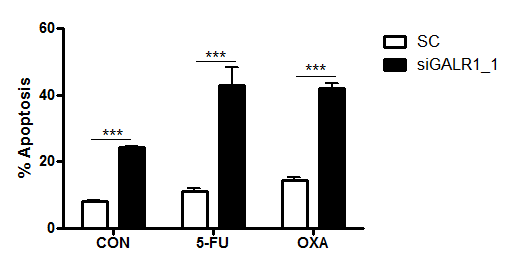 60
40
20
0
% Apoptosis
***
***
***
CON
5-FU
OXA
SC
siGALR1_1